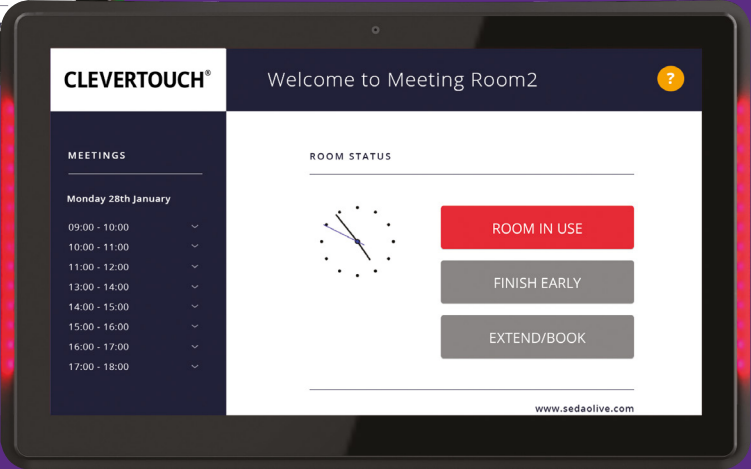 CLEVERTOUCH®
Welcome to Meeting Room2
?
MEETINGS
Monday 28th January
09:00 - 10:00
10:00 - 11:00
11:00 - 12:00
13:00 - 14:00
14:00 - 15:00
15:00 - 16:00
16:00 - 17:00
17:00 - 18:00
ROOM STATUS
ROOM IN USE
FINISH EARLY
EXTEND/BOOK
www.sedaolive.com